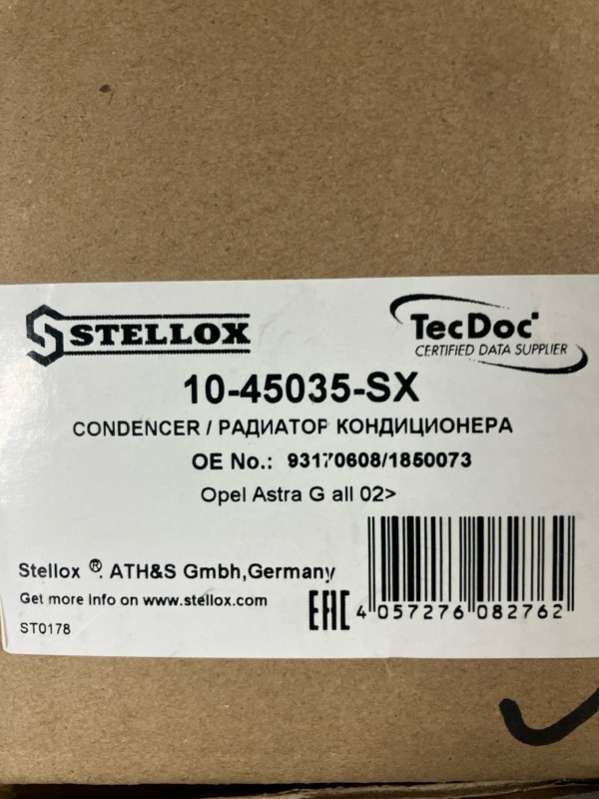 STELLOX
TecDoc
CERTIFIED DATA SUPPLIER
10-45035-SX
CONDENCER / РАДИАТОР КОНДИЦИОНЕРА
OE No.: 93170608/1850073
Opel Astra G all 02>
Stellox ®. ATH&S Gmbh,Germany
Get more info on www.stellox.com
EAC
4 057276 082762
ST0178